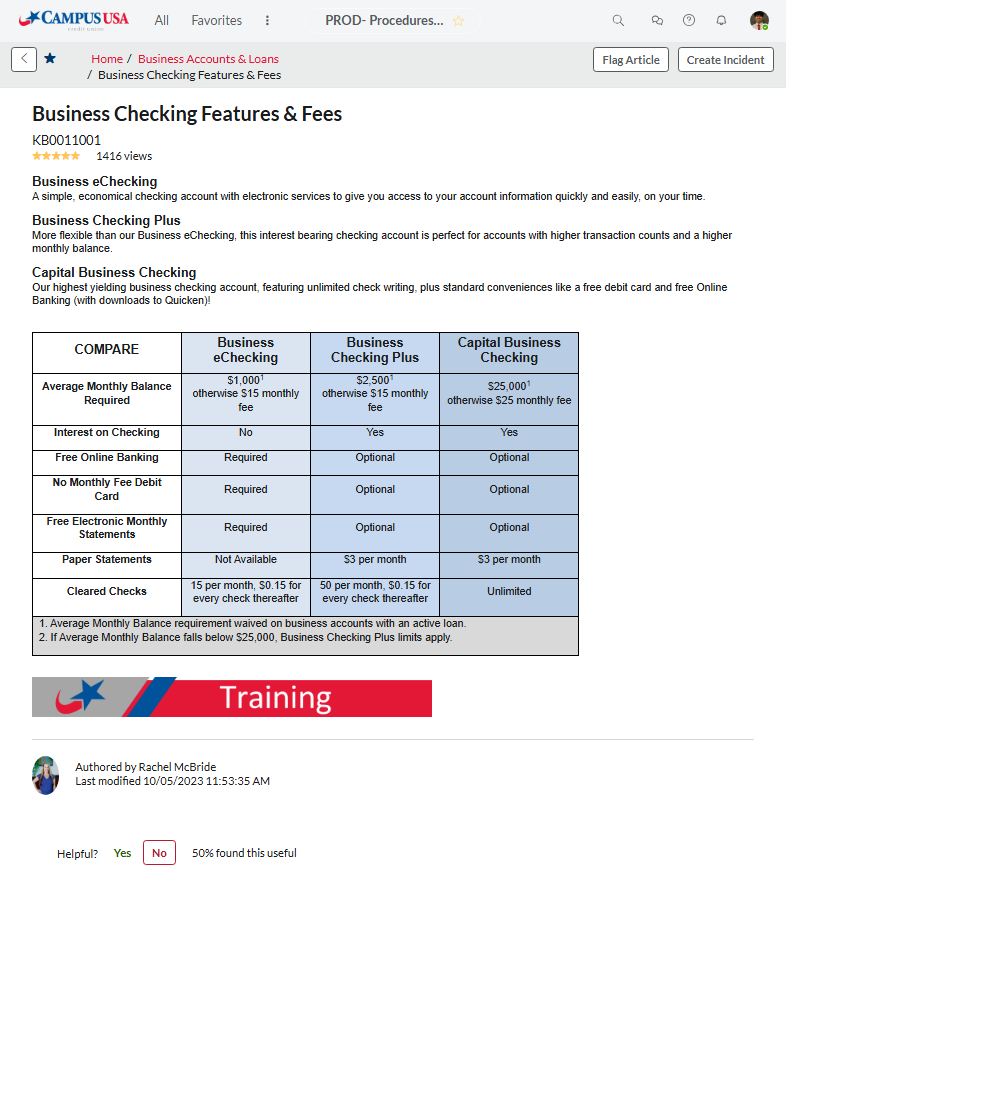 CAMPUS USA All Favorites PROD- Procedures...
credit union
Home / Business Accounts & Loans Flag Article Create Incident
/ Business Checking Features & Fees
Business Checking Features & Fees
KB0011001
1416 views
Business eChecking
A simple, economical checking account with electronic services to give you access to your account information quickly and easily, on your time.
Business Checking Plus
More flexible than our Business eChecking, this interest bearing checking account is perfect for accounts with higher transaction counts and a higher
monthly balance.
Capital Business Checking
Our highest yielding business checking account, featuring unlimited check writing, plus standard conveniences like a free debit card and free Online
Banking (with downloads to Quicken)!
COMPARE
Business
eChecking
Business
Checking Plus
Capital Business
Checking
Average Monthly Balance
Required
$1,000¹
otherwise $15 monthly
fee
$2,500¹
otherwise $15 monthly
fee
$25,000¹
otherwise $25 monthly fee
Interest on Checking No Yes Yes
Free Online Banking Required Optional Optional
No Monthly Fee Debit
Card
Required Optional Optional
Free Electronic Monthly
Statements
Required Optional Optional
Paper Statements Not Available $3 per month $3 per month
Cleared Checks
15 per month, $0.15 for
every check thereafter
50 per month, $0.15 for
every check thereafter
Unlimited
1. Average Monthly Balance requirement waived on business accounts with an active loan.
2. If Average Monthly Balance falls below $25,000, Business Checking Plus limits apply.
Training
Authored by Rachel McBride
Last modified 10/05/2023 11:53:35 AM
Helpful? Yes No 50% found this useful